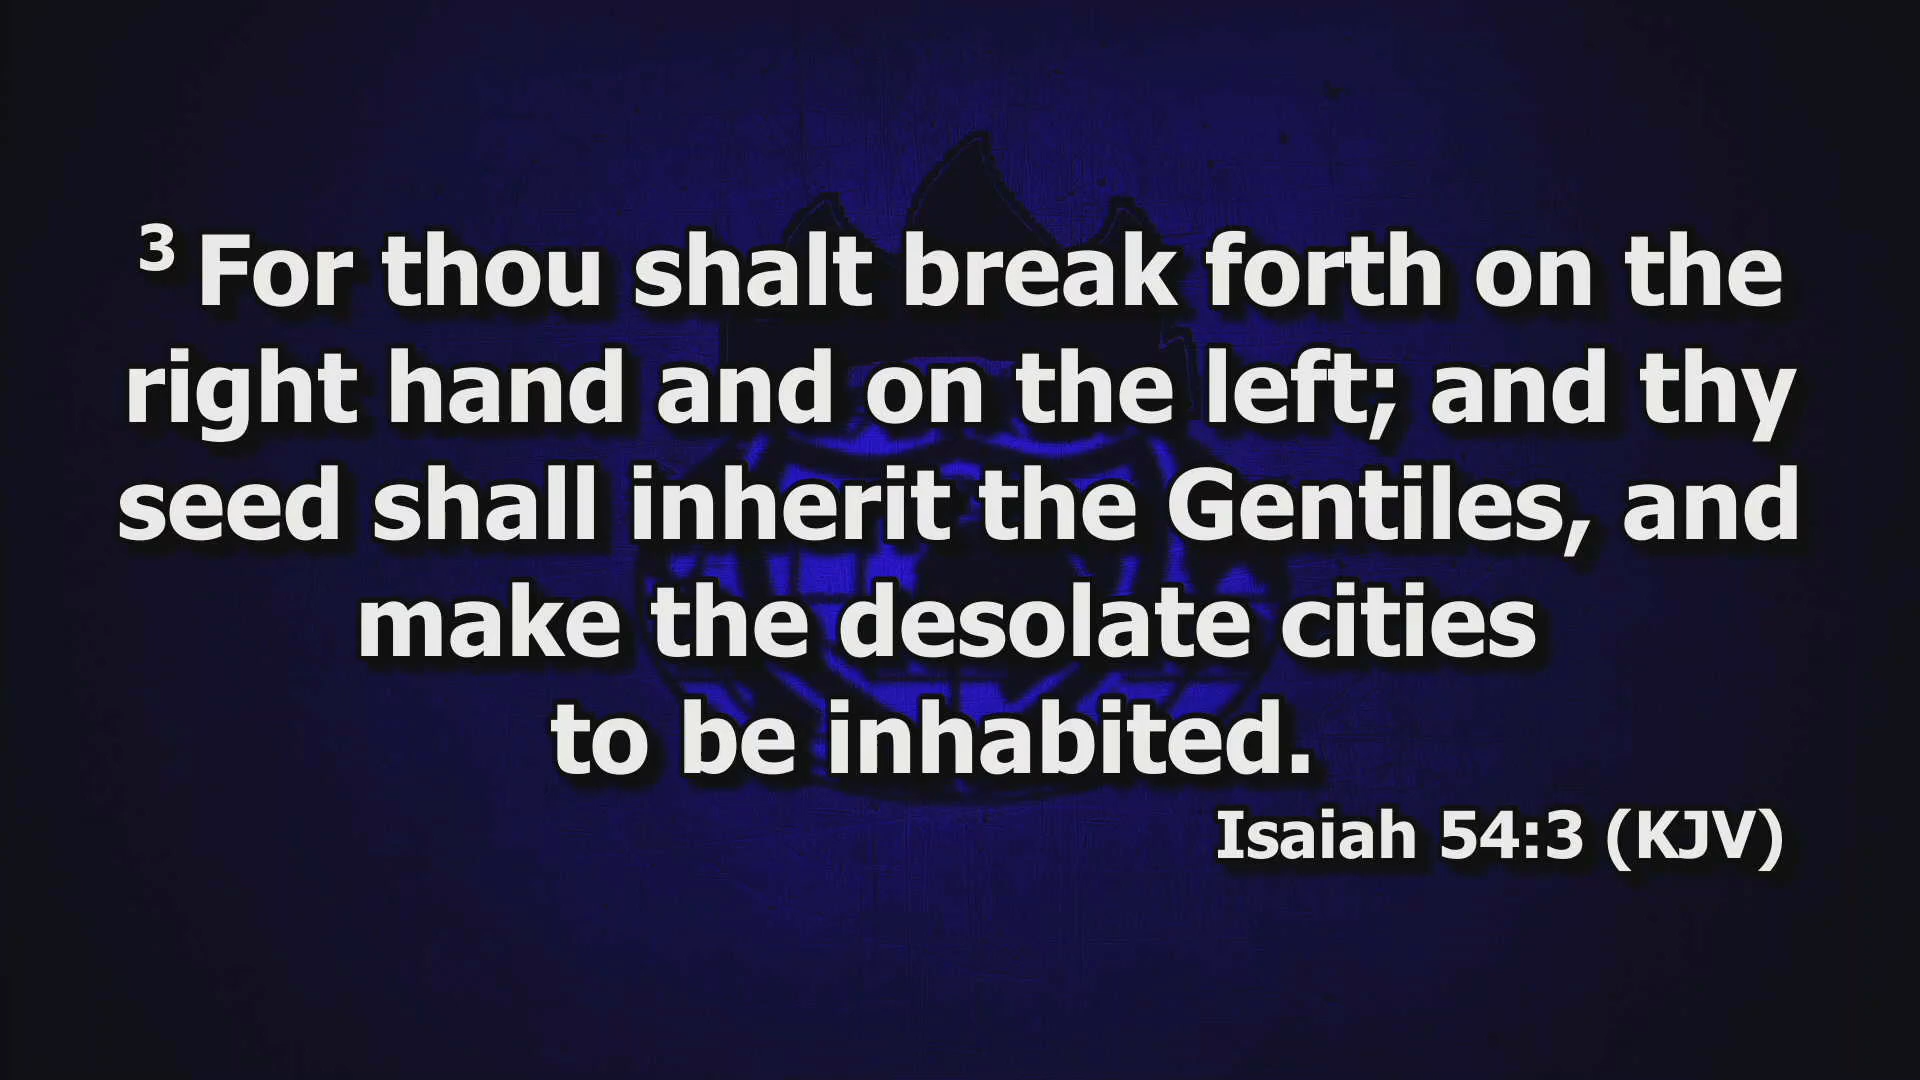 3 For thou shalt break forth on the
right hand and on the left; and thy
seed shall inherit the Gentiles, and
make the desolate cities
to be inhabited.
Isaiah 54:3 (KJV)